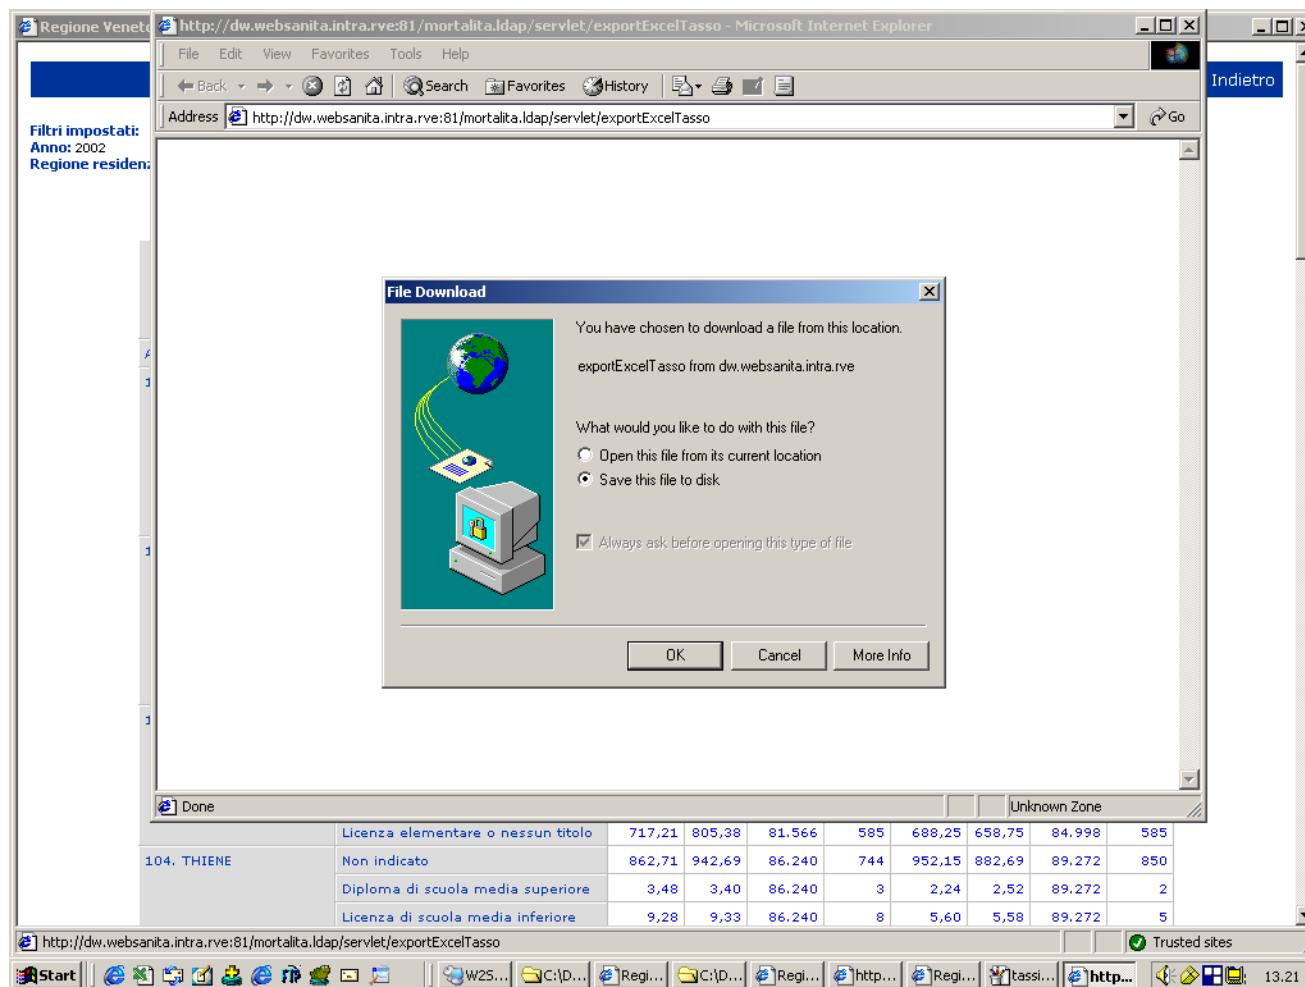 Regione Venet
http://dw.websanita.intra.rve:81/mortalita.ldap/servlet/exportExcelTasso - Microsoft Internet Explorer
File Edit View Favorites Tools Help
Back Search Favorites History
Indietro
Address http://dw.websanita.intra.rve:81/mortalita.ldap/servlet/exportExcelTasso Go
Filtri impostati:
Anno: 2002
Regione residen
File Download
You have chosen to download a file from this location.
exportExcelTasso from dw.websanita.intra.rve
What would you like to do with this file?
Open this file from its current location
Save this file to disk
Always ask before opening this type of file
OK Cancel More Info
Done Unknown Zone
Licenza elementare o nessun titolo 717,21 805,38 81.566 585 688,25 658,75 84.998 585
104. THIENE Non indicato 862,71 942,69 86.240 744 952,15 882,69 89.272 850
Diploma di scuola media superiore 3,48 3,40 86.240 3 2,24 2,52 89.272 2
Licenza di scuola media inferiore 9,28 9,33 86.240 8 5,60 5,58 89.272 5
http://dw.websanita.intra.rve:81/mortalita.ldap/servlet/exportExcelTasso Trusted sites
Start W2S... C:\D... Regi... C:\D... Regi... http... Regi... tassi... http... 13.21